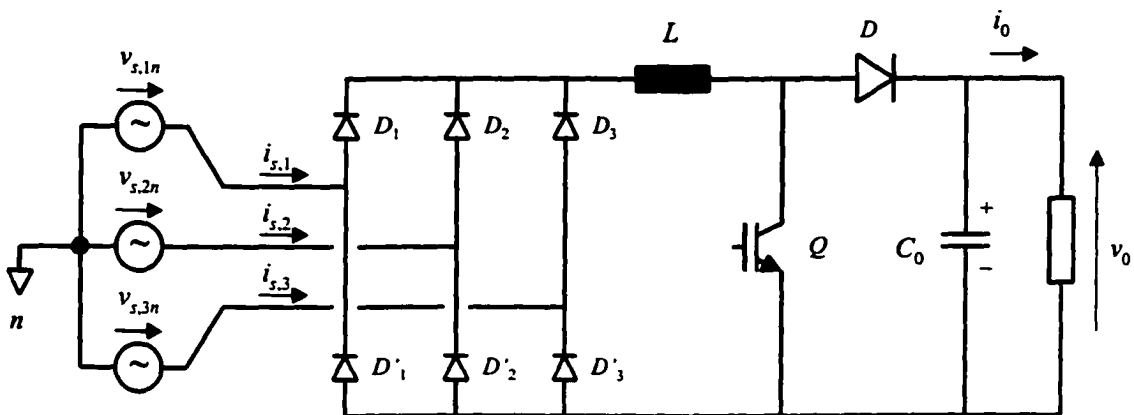 L
D
i₀
vₛ,₁ₙ
D₁
D₂
D₃
iₛ,₁
vₛ,₂ₙ
iₛ,₂
Q
C₀
+
−
v₀
iₛ,₃
n
vₛ,₃ₙ
D'₁
D'₂
D'₃
~
~
~